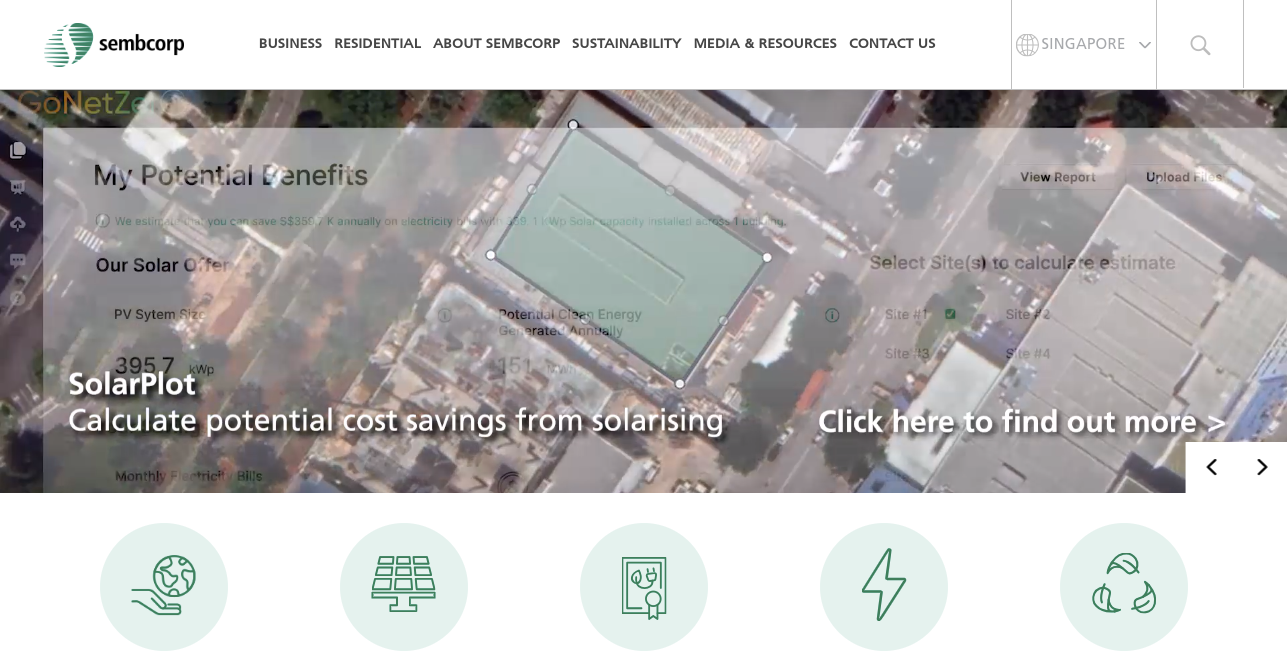 sembcorp
BUSINESS RESIDENTIAL ABOUT SEMBCORP SUSTAINABILITY MEDIA & RESOURCES CONTACT US
SINGAPORE
My Potential Benefits
View Report Upload Files
We estimate that you can save S$359.7 K annually on electricity bills with 359.1 KWp Solar capacity installed across 1 building.
Our Solar Offer
Select Site(s) to calculate estimate
PV Sytem Size
Potential Clean Energy
Generated Annually
Site #1 Site #2
Site #3 Site #4
395.7 kWp
151
SolarPlot
Calculate potential cost savings from solarising
Click here to find out more >
Monthly Electricity Bills